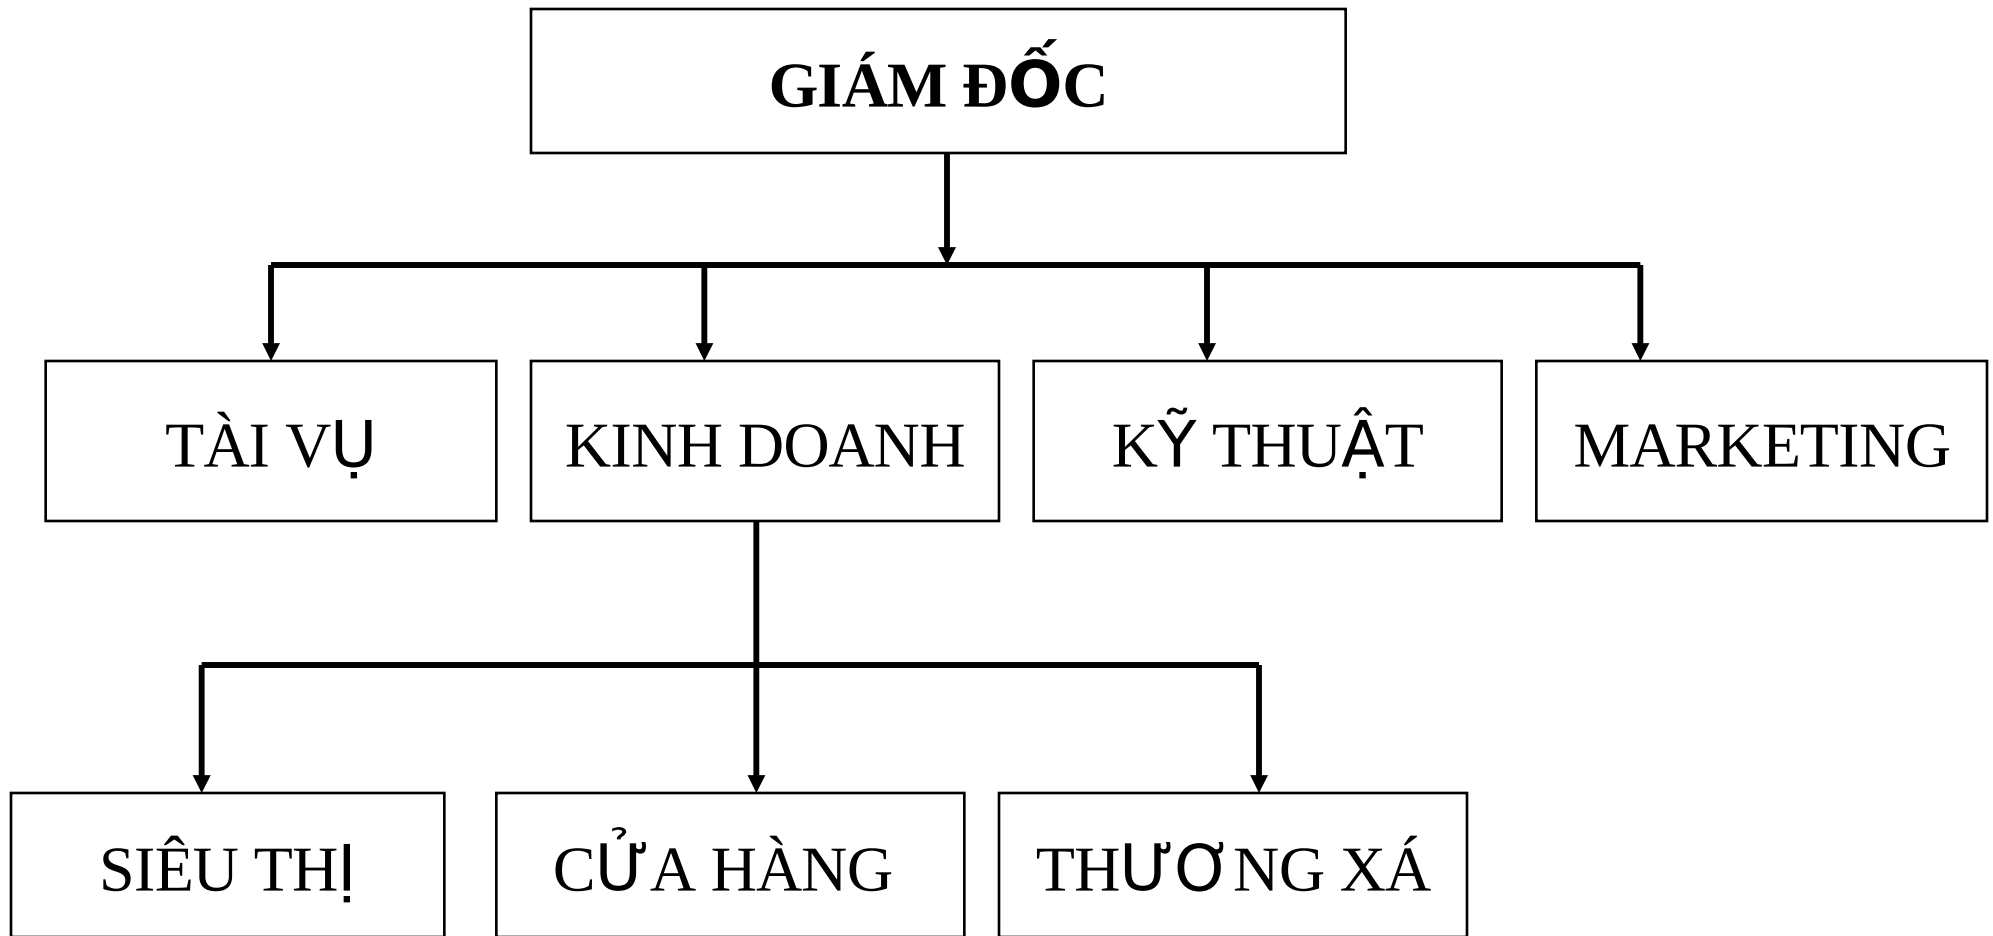 GIÁM ĐỐC
TÀI VỤ
KINH DOANH
KỸ THUẬT
MARKETING
SIÊU THỊ
CỬA HÀNG
THƯƠNG XÁ